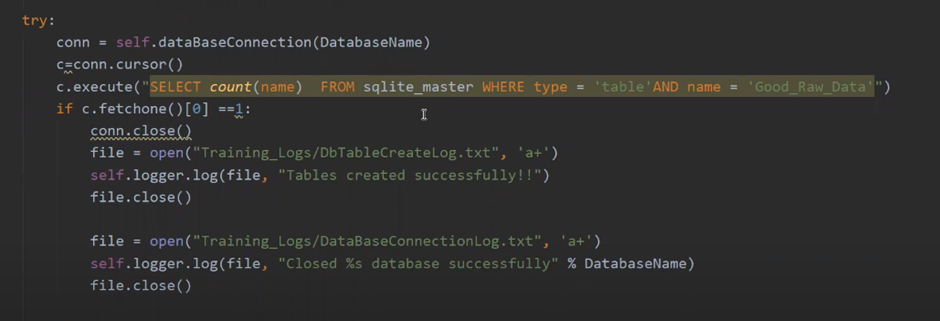 try:
    conn = self.dataBaseConnection(DatabaseName)
    c=conn.cursor()
    c.execute("SELECT count(name)  FROM sqlite_master WHERE type = 'table'AND name = 'Good_Raw_Data'")
    if c.fetchone()[0] ==1:
        conn.close()
        file = open("Training_Logs/DbTableCreateLog.txt", 'a+')
        self.logger.log(file, "Tables created successfully!!")
        file.close()

        file = open("Training_Logs/DataBaseConnectionLog.txt", 'a+')
        self.logger.log(file, "Closed %s database successfully" % DatabaseName)
        file.close()